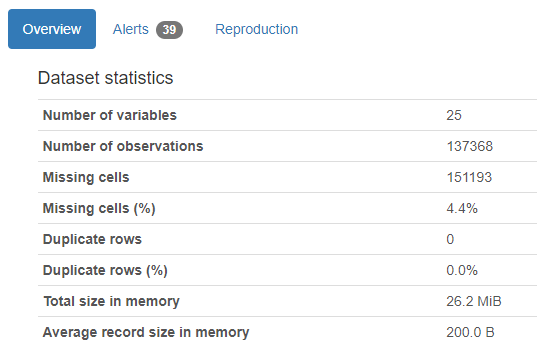 Overview Alerts 39 Reproduction
Dataset statistics
Number of variables 25
Number of observations 137368
Missing cells 151193
Missing cells (%) 4.4%
Duplicate rows 0
Duplicate rows (%) 0.0%
Total size in memory 26.2 MiB
Average record size in memory 200.0 B